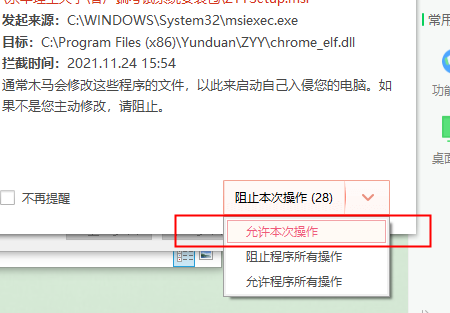 常用
发起来源：C:\WINDOWS\System32\msiexec.exe
目标：C:\Program Files (x86)\Yunduan\ZYY\chrome_elf.dll
拦截时间：2021.11.24 15:54
通常木马会修改这些程序的文件，以此来启动自己入侵您的电脑。如
果不是您主动修改，请阻止。
功能
桌面
不再提醒
阻止本次操作 (28)
允许本次操作
阻止程序所有操作
允许程序所有操作